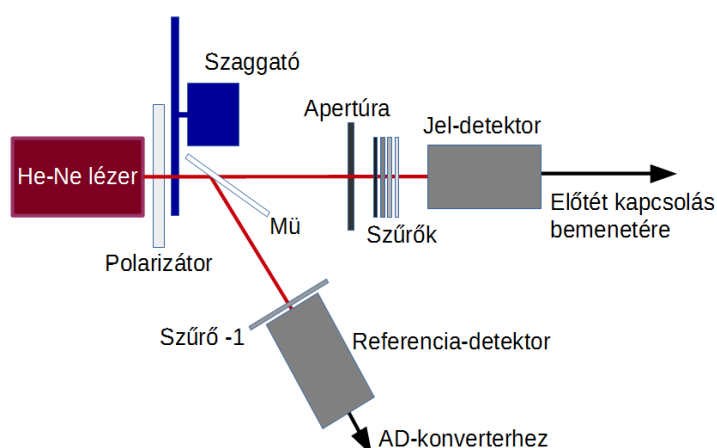 Szaggató
Apertúra
Jel-detektor
He-Ne lézer
Előtét kapcsolás
bemenetére
Mü
Szűrők
Polarizátor
Szűrő -1
Referencia-detektor
AD-konverterhez